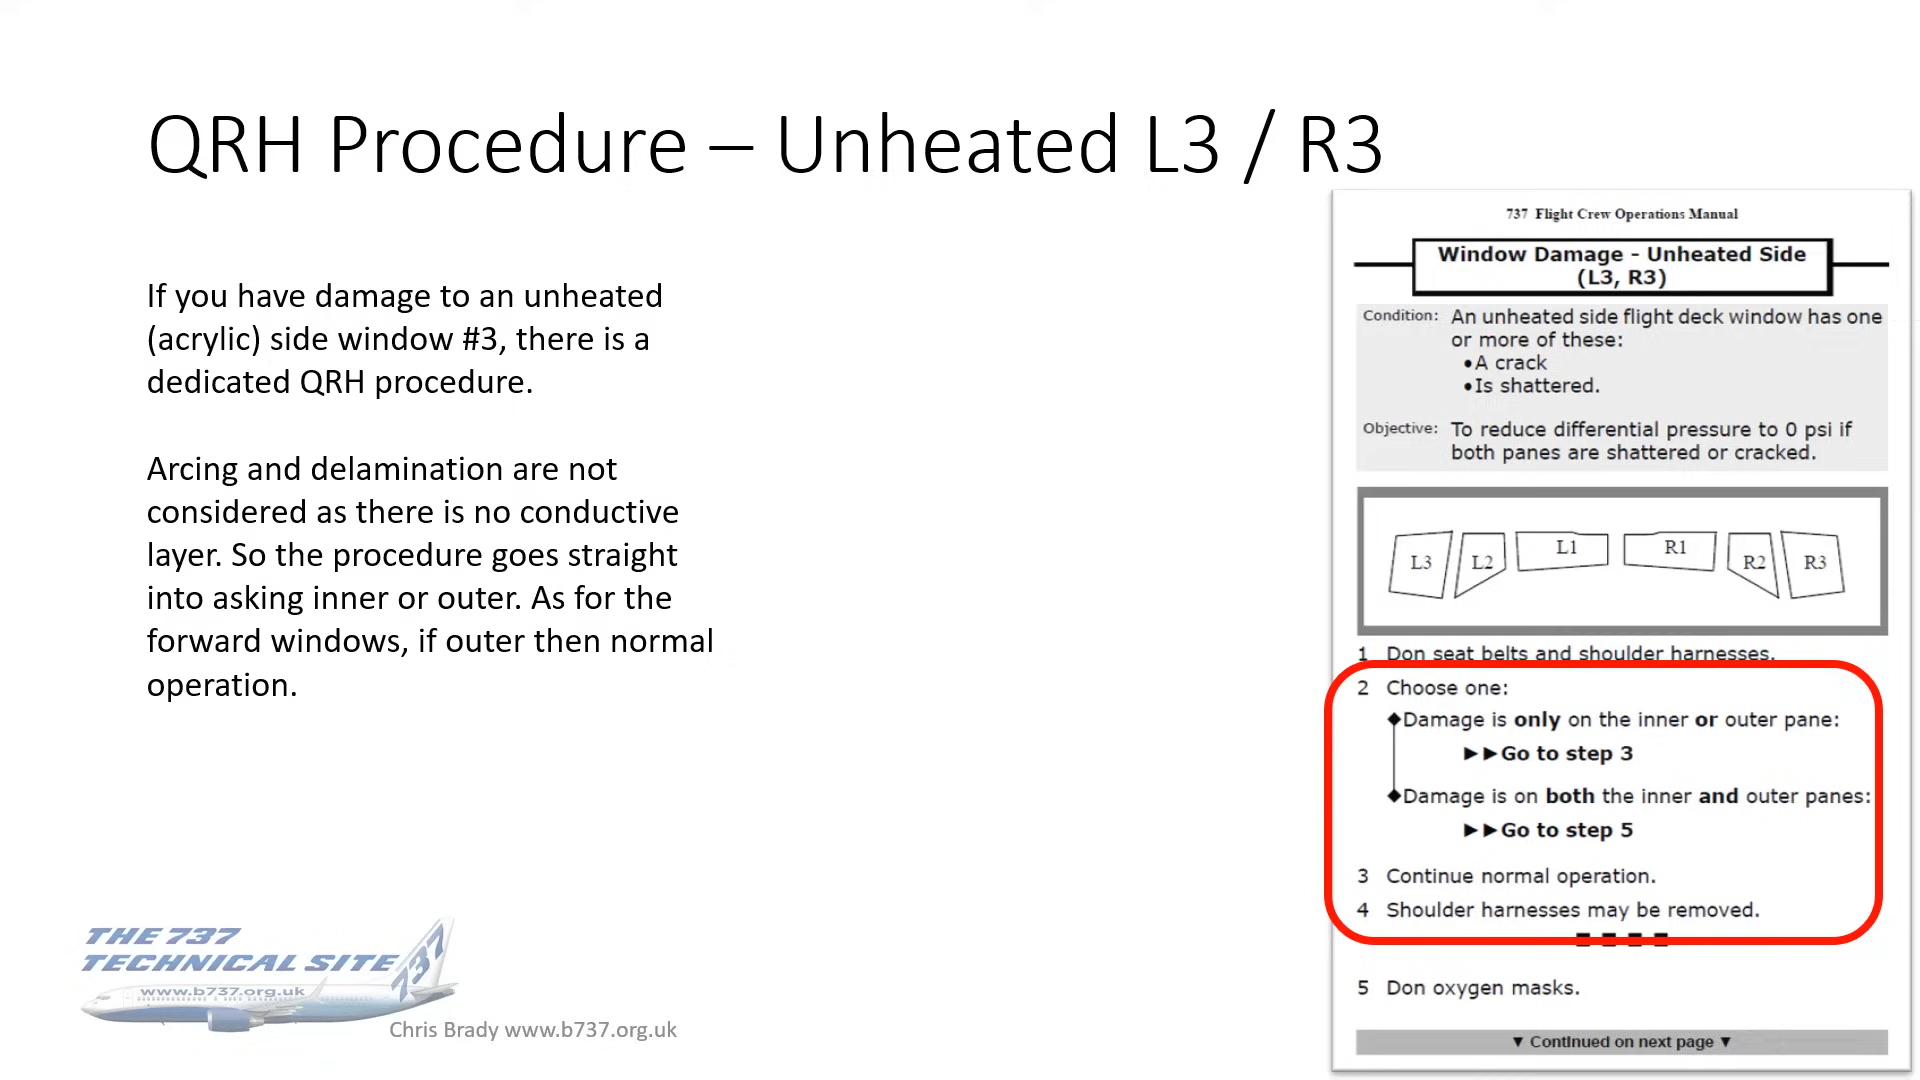 QRH Procedure – Unheated L3 / R3
If you have damage to an unheated
(acrylic) side window #3, there is a
dedicated QRH procedure.
Arcing and delamination are not
considered as there is no conductive
layer. So the procedure goes straight
into asking inner or outer. As for the
forward windows, if outer then normal
operation.
737 Flight Crew Operations Manual
Window Damage - Unheated Side
(L3, R3)
Condition: An unheated side flight deck window has one
or more of these:
•A crack
•Is shattered.
Objective: To reduce differential pressure to 0 psi if
both panes are shattered or cracked.
L3 L2 L1 R1 R2 R3
1 Don seat belts and shoulder harnesses.
2 Choose one:
◆Damage is only on the inner or outer pane:
►►Go to step 3
◆Damage is on both the inner and outer panes:
►►Go to step 5
3 Continue normal operation.
4 Shoulder harnesses may be removed.
■ ■ ■ ■
5 Don oxygen masks.
▼ Continued on next page ▼
THE 737
TECHNICAL SITE
737
www.b737.org.uk
Chris Brady www.b737.org.uk